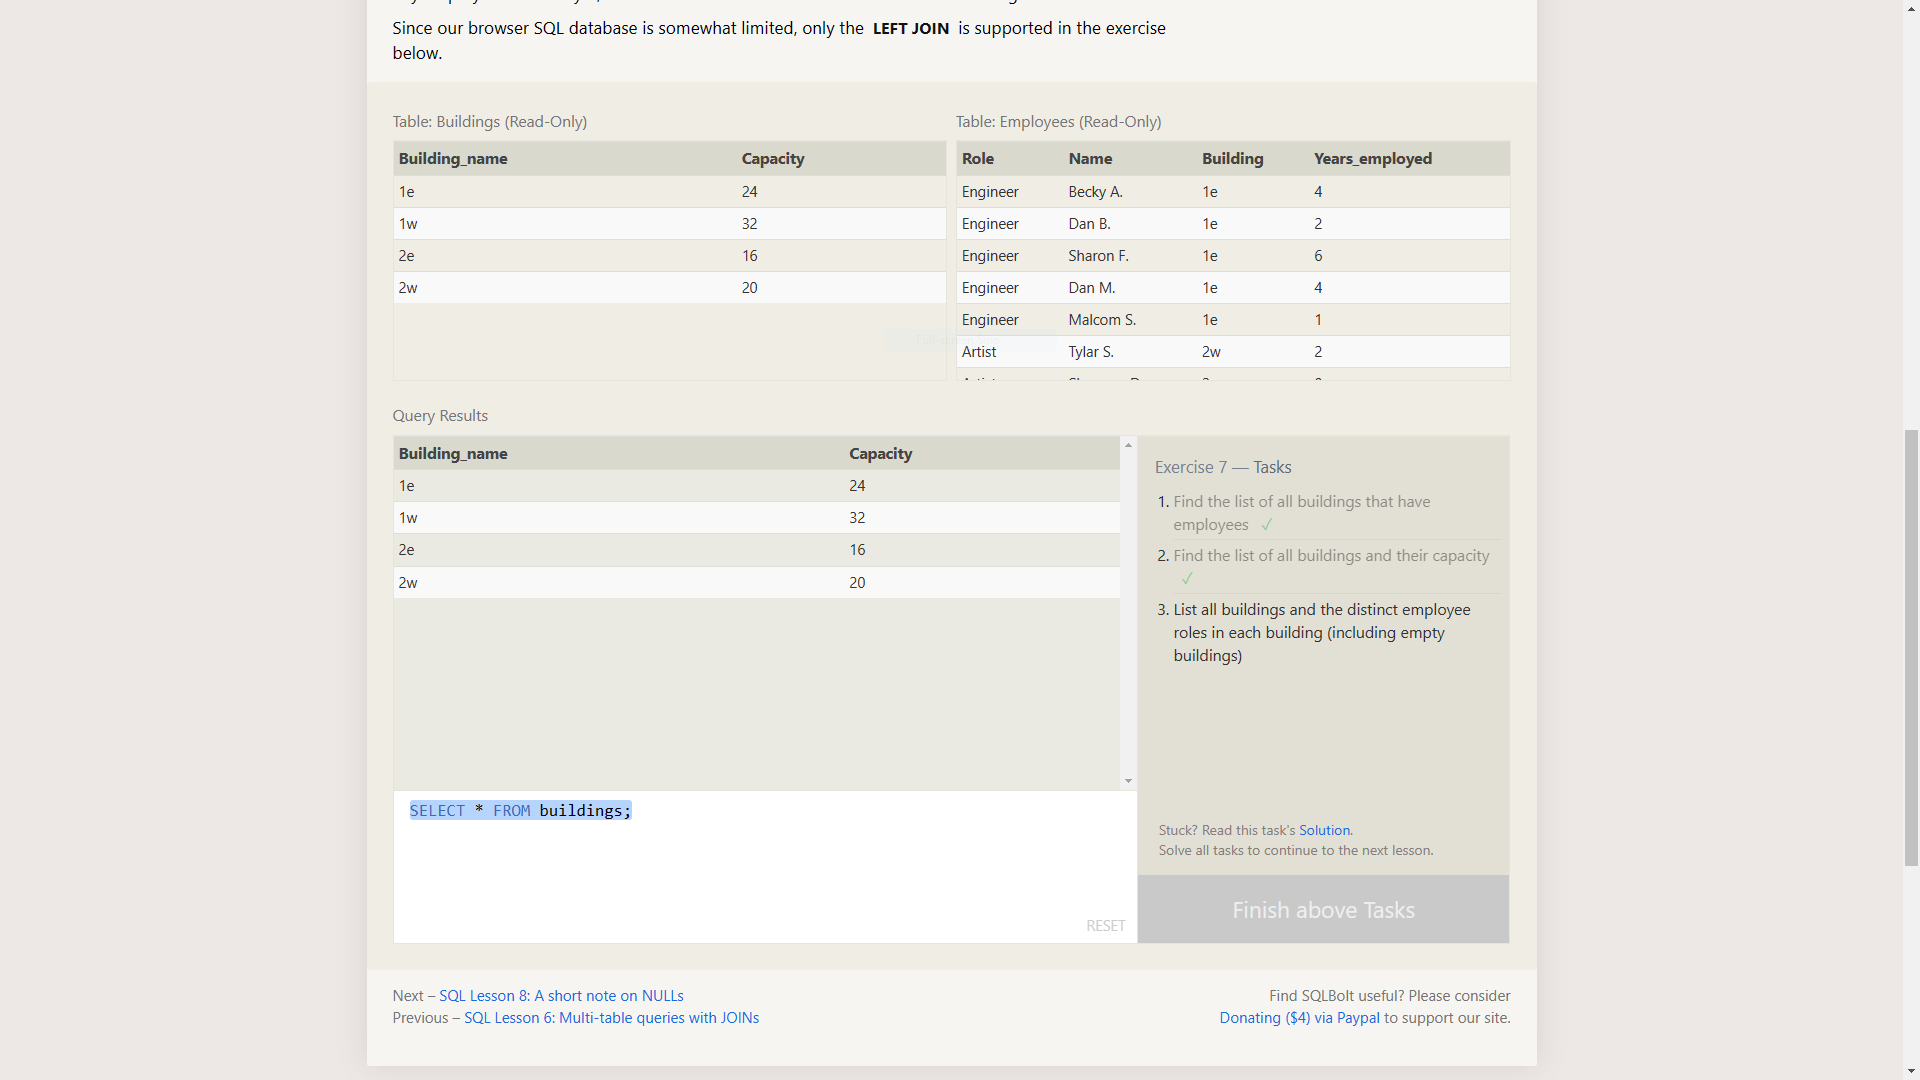 Since our browser SQL database is somewhat limited, only the LEFT JOIN is supported in the exercise
below.
Table: Buildings (Read-Only)
Building_name Capacity
1e 24
1w 32
2e 16
2w 20
Table: Employees (Read-Only)
Role Name Building Years_employed
Engineer Becky A. 1e 4
Engineer Dan B. 1e 2
Engineer Sharon F. 1e 6
Engineer Dan M. 1e 4
Engineer Malcom S. 1e 1
Artist Tylar S. 2w 2
Query Results
Building_name Capacity
1e 24
1w 32
2e 16
2w 20
SELECT * FROM buildings;
RESET
Exercise 7 — Tasks
1. Find the list of all buildings that have
employees ✓
2. Find the list of all buildings and their capacity
✓
3. List all buildings and the distinct employee
roles in each building (including empty
buildings)
Stuck? Read this task's Solution.
Solve all tasks to continue to the next lesson.
Finish above Tasks
Next – SQL Lesson 8: A short note on NULLs
Previous – SQL Lesson 6: Multi-table queries with JOINs
Find SQLBolt useful? Please consider
Donating ($4) via Paypal to support our site.